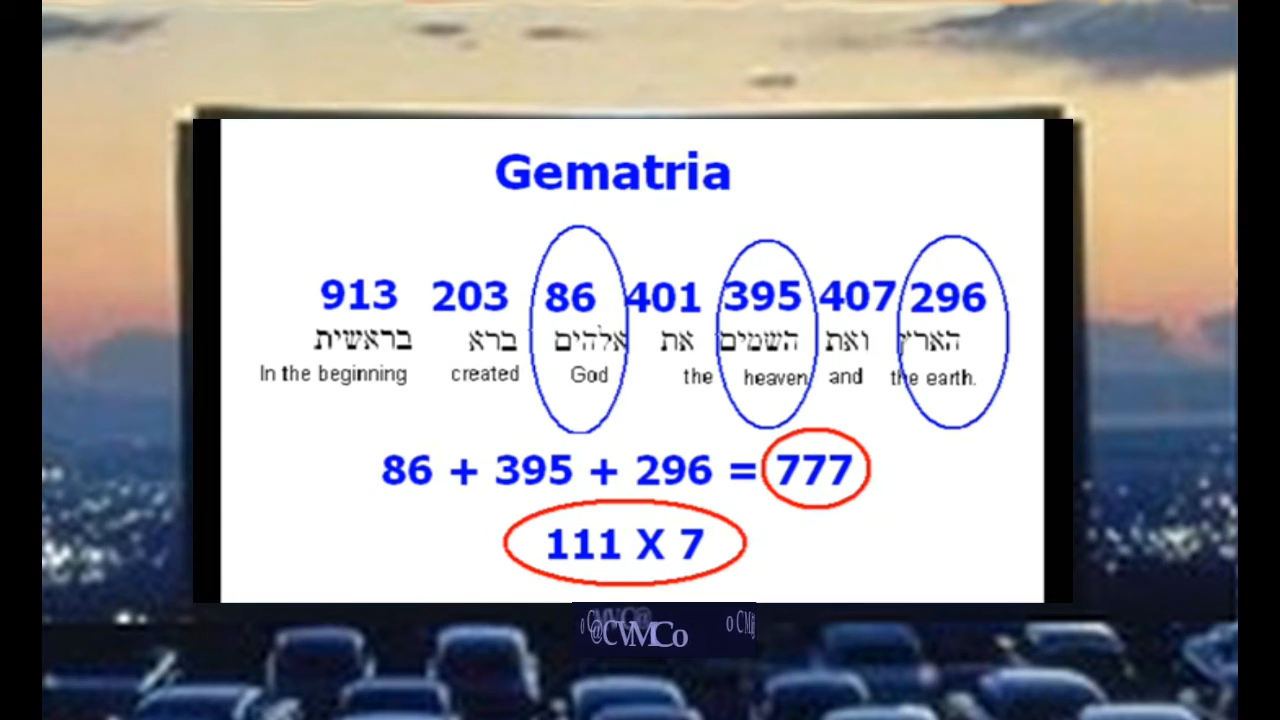 Gematria
913 203 86 401 395 407 296
בראשית ברא אלהים את השמים ואת הארץ
In the beginning created God the heaven and the earth.
86 + 395 + 296 = 777
111 X 7
@CVMCo